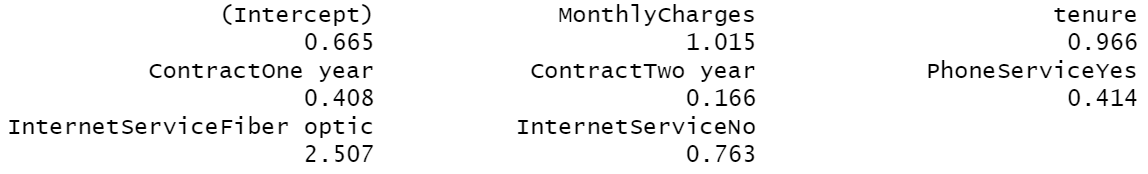 (Intercept) MonthlyCharges tenure
0.665 1.015 0.966
ContractOne year ContractTwo year PhoneServiceYes
0.408 0.166 0.414
InternetServiceFiber optic InternetServiceNo
2.507 0.763